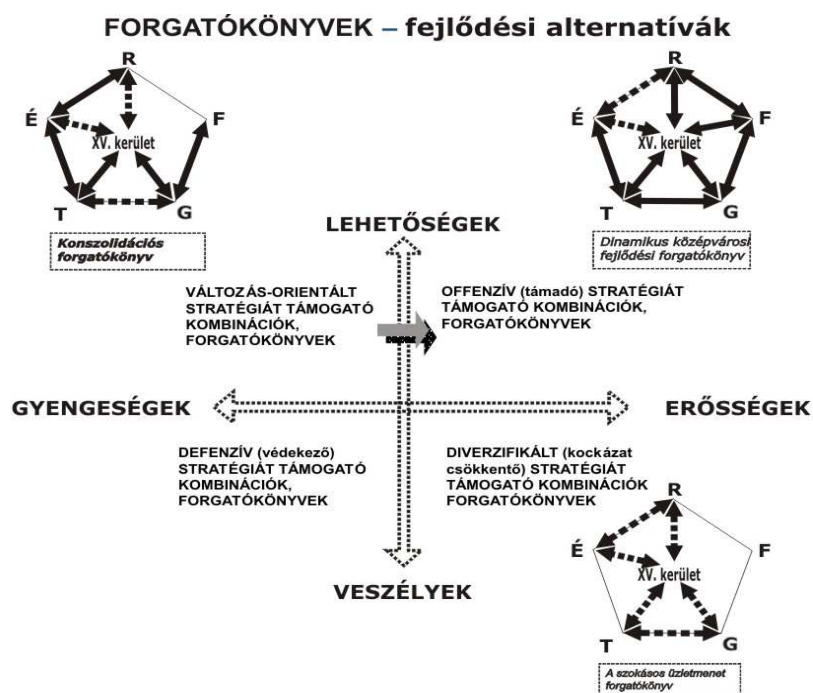 FORGATÓKÖNYVEK – fejlődési alternatívák
R
É
F
XV. kerület
T
G
Konszolidációs
forgatókönyv
R
É
F
XV. kerület
T
G
Dinamikus középvárosi
fejlődési forgatókönyv
LEHETŐSÉGEK
VÁLTOZÁS-ORIENTÁLT
STRATÉGIÁT TÁMOGATÓ
KOMBINÁCIÓK,
FORGATÓKÖNYVEK
OFFENZÍV (támadó) STRATÉGIÁT
TÁMOGATÓ KOMBINÁCIÓK,
FORGATÓKÖNYVEK
GYENGESÉGEK
ERŐSSÉGEK
DEFENZÍV (védekező)
STRATÉGIÁT TÁMOGATÓ
KOMBINÁCIÓK,
FORGATÓKÖNYVEK
DIVERZIFIKÁLT (kockázat
csökkentő) STRATÉGIÁT
TÁMOGATÓ KOMBINÁCIÓK
FORGATÓKÖNYVEK
VESZÉLYEK
R
É
F
XV. kerület
T
G
A szokásos üzletmenet
forgatókönyv